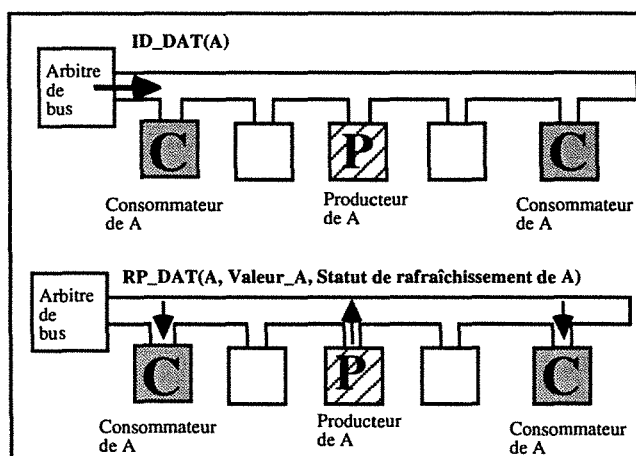 ID_DAT(A)
Arbitre
de
bus
C
P
C
Consommateur
de A
Producteur
de A
Consommateur
de A
RP_DAT(A, Valeur_A, Statut de rafraîchissement de A)
Arbitre
de
bus
C
P
C
Consommateur
de A
Producteur
de A
Consommateur
de A